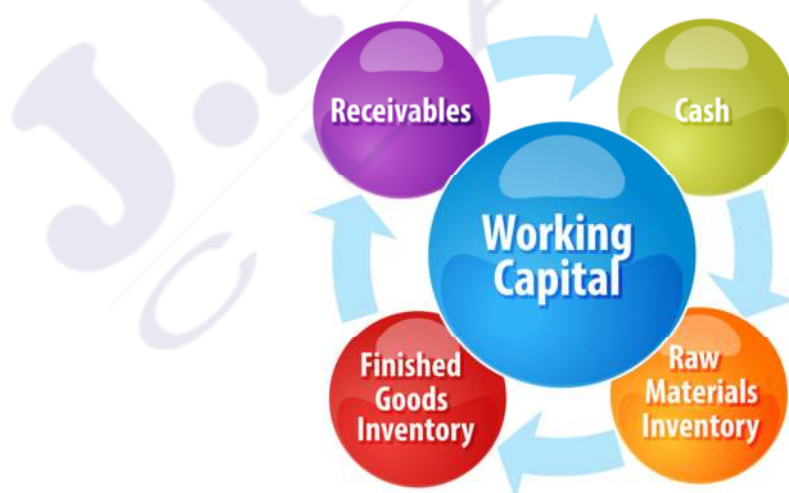 Receivables
Cash
Working
Capital
Finished
Goods
Inventory
Raw
Materials
Inventory